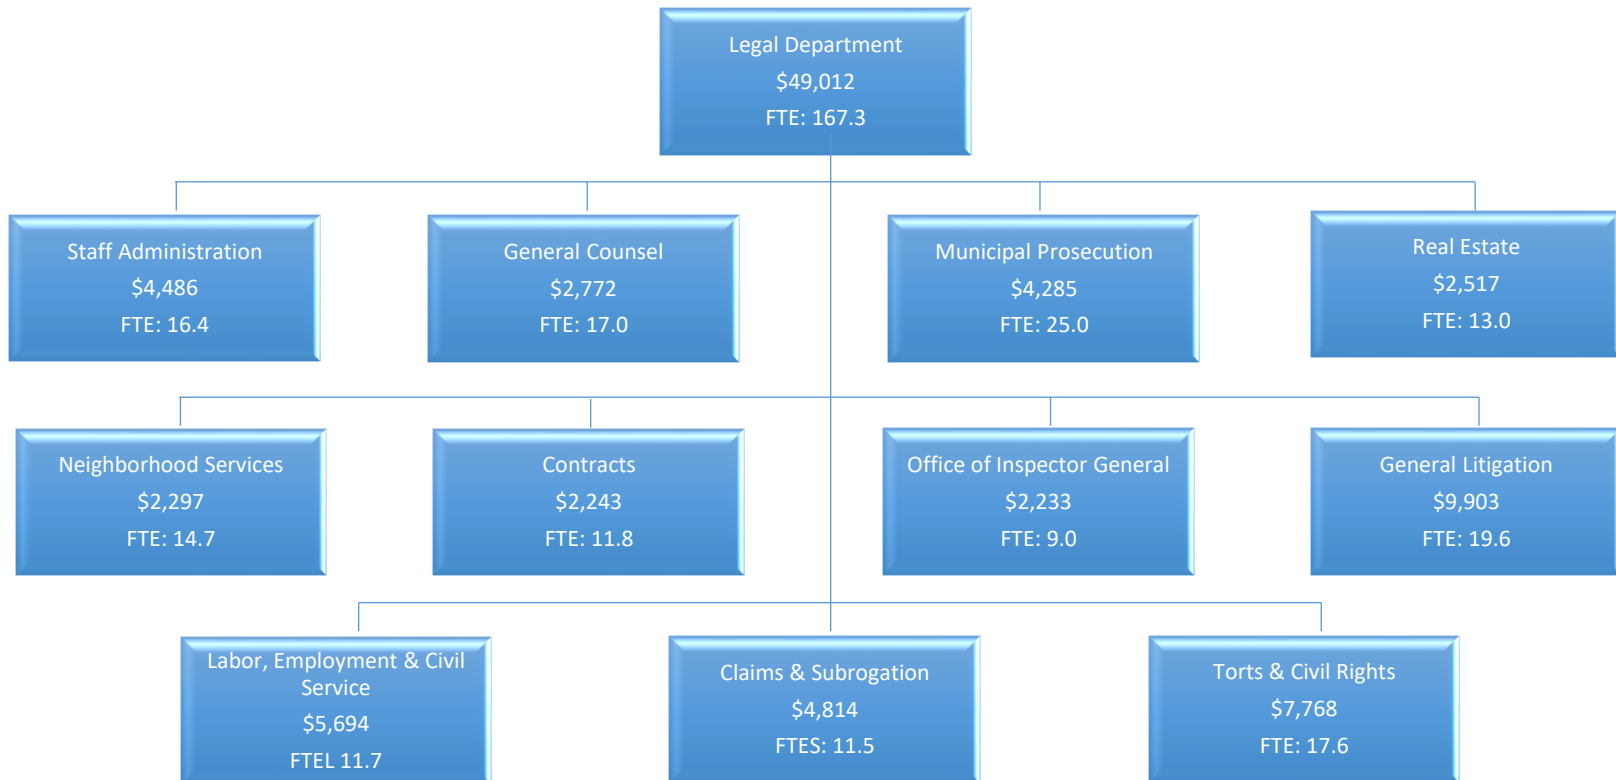 Legal Department
$49,012
FTE: 167.3
Staff Administration
$4,486
FTE: 16.4
General Counsel
$2,772
FTE: 17.0
Municipal Prosecution
$4,285
FTE: 25.0
Real Estate
$2,517
FTE: 13.0
Neighborhood Services
$2,297
FTE: 14.7
Contracts
$2,243
FTE: 11.8
Office of Inspector General
$2,233
FTE: 9.0
General Litigation
$9,903
FTE: 19.6
Labor, Employment & Civil
Service
$5,694
FTEL 11.7
Claims & Subrogation
$4,814
FTES: 11.5
Torts & Civil Rights
$7,768
FTE: 17.6